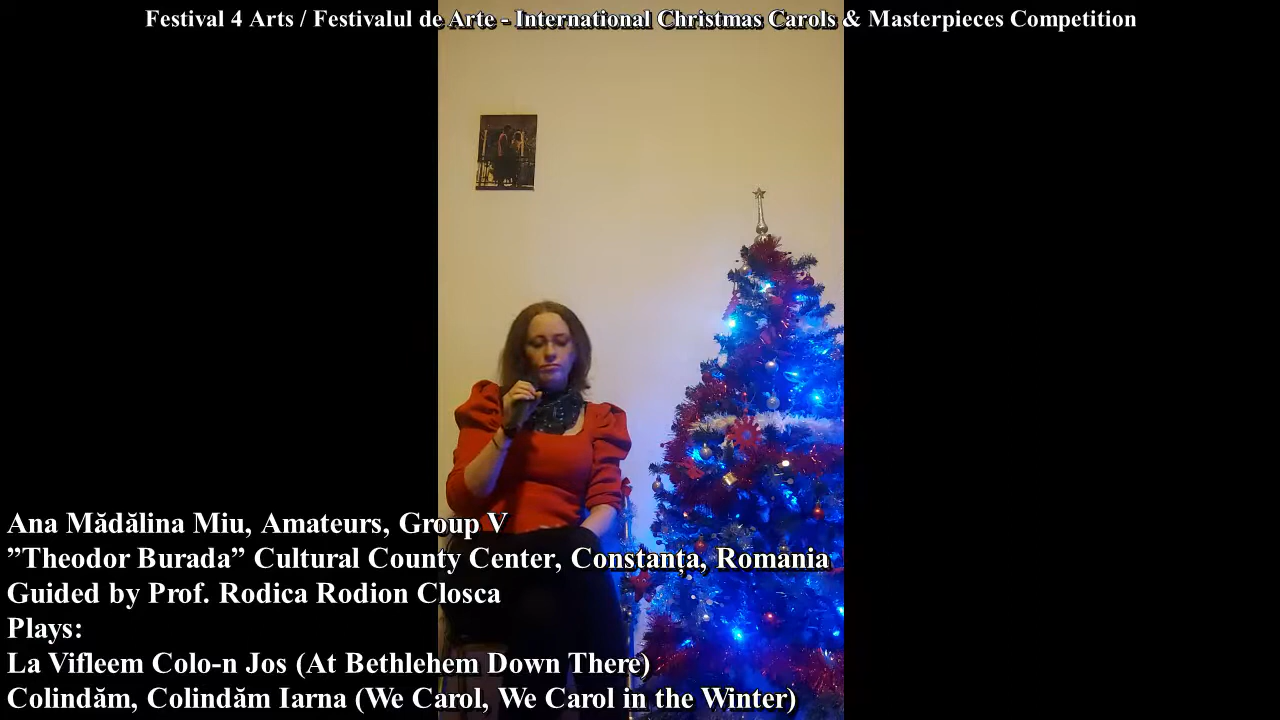 Festival 4 Arts / Festivalul de Arte - International Christmas Carols & Masterpieces Competition
Ana Mădălina Miu, Amateurs, Group V
”Theodor Burada” Cultural County Center, Constanța, Romania
Guided by Prof. Rodica Rodion Closca
Plays:
La Vifleem Colo-n Jos (At Bethlehem Down There)
Colindăm, Colindăm Iarna (We Carol, We Carol in the Winter)